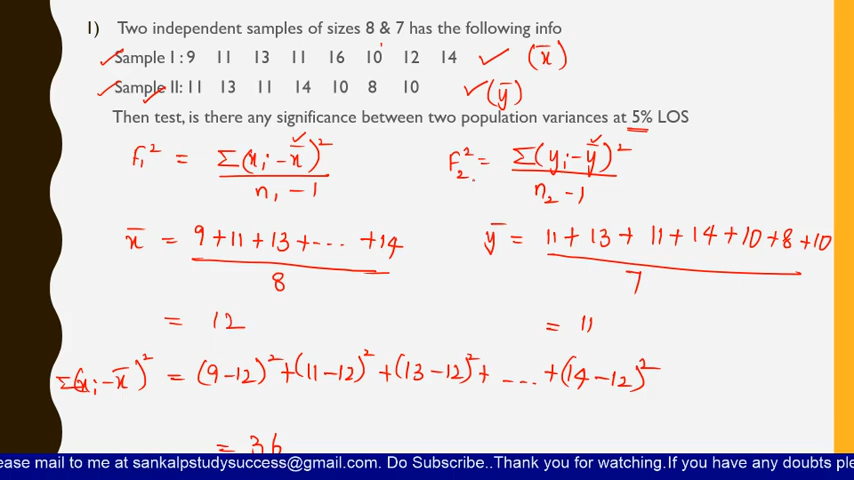 1) Two independent samples of sizes 8 & 7 has the following info
Sample I : 9 11 13 11 16 10 12 14 (x̄)
Sample II: 11 13 11 14 10 8 10 (ȳ)
Then test, is there any significance between two population variances at 5% LOS
F₁² = Σ(xᵢ-x̄)² / n₁-1 F₂² = Σ(yᵢ-ȳ)² / n₂-1
x̄ = 9+11+13+...+14 / 8 ȳ = 11+13+11+14+10+8+10 / 7
= 12 = 11
Σ(xᵢ-x̄)² = (9-12)²+(11-12)²+(13-12)²+....+(14-12)²
= 36
ease mail to me at sankalpstudysuccess@gmail.com. Do Subscribe..Thank you for watching.If you have any doubts ple